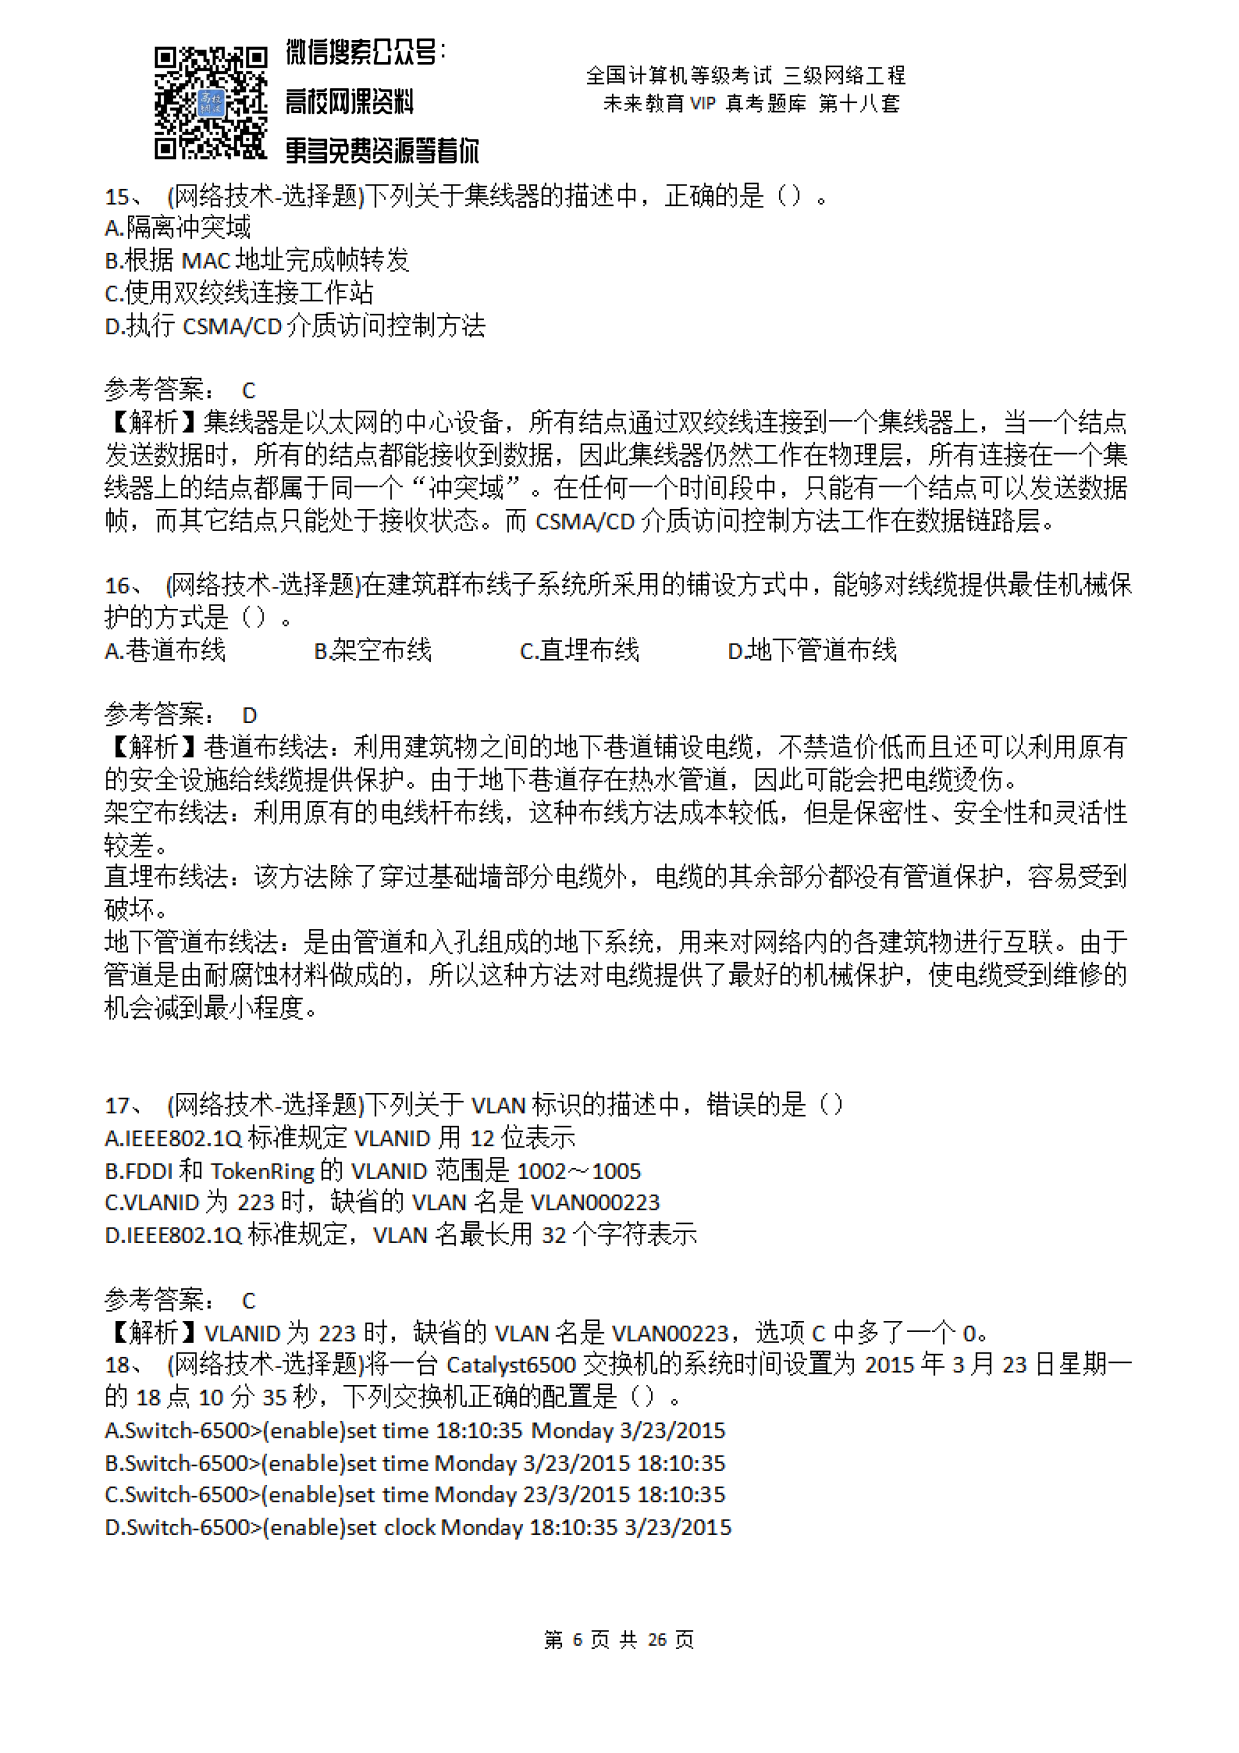 微信搜索公众号：
高校网课资料
更多免费资源等着你
全国计算机等级考试 三级网络工程
未来教育 VIP 真考题库 第十八套
15、 (网络技术-选择题)下列关于集线器的描述中，正确的是（）。
A.隔离冲突域
B.根据 MAC 地址完成帧转发
C.使用双绞线连接工作站
D.执行 CSMA/CD 介质访问控制方法
参考答案： C
【解析】集线器是以太网的中心设备，所有结点通过双绞线连接到一个集线器上，当一个结点
发送数据时，所有的结点都能接收到数据，因此集线器仍然工作在物理层，所有连接在一个集
线器上的结点都属于同一个“冲突域”。在任何一个时间段中，只能有一个结点可以发送数据
帧，而其它结点只能处于接收状态。而 CSMA/CD 介质访问控制方法工作在数据链路层。
16、 (网络技术-选择题)在建筑群布线子系统所采用的铺设方式中，能够对线缆提供最佳机械保
护的方式是（）。
A.巷道布线 B.架空布线 C.直埋布线 D.地下管道布线
参考答案： D
【解析】巷道布线法：利用建筑物之间的地下巷道铺设电缆，不禁造价低而且还可以利用原有
的安全设施给线缆提供保护。由于地下巷道存在热水管道，因此可能会把电缆烫伤。
架空布线法：利用原有的电线杆布线，这种布线方法成本较低，但是保密性、安全性和灵活性
较差。
直埋布线法：该方法除了穿过基础墙部分电缆外，电缆的其余部分都没有管道保护，容易受到
破坏。
地下管道布线法：是由管道和入孔组成的地下系统，用来对网络内的各建筑物进行互联。由于
管道是由耐腐蚀材料做成的，所以这种方法对电缆提供了最好的机械保护，使电缆受到维修的
机会减到最小程度。
17、 (网络技术-选择题)下列关于 VLAN 标识的描述中，错误的是（）
A.IEEE802.1Q 标准规定 VLANID 用 12 位表示
B.FDDI 和 TokenRing 的 VLANID 范围是 1002～1005
C.VLANID 为 223 时，缺省的 VLAN 名是 VLAN000223
D.IEEE802.1Q 标准规定，VLAN 名最长用 32 个字符表示
参考答案： C
【解析】VLANID 为 223 时，缺省的 VLAN 名是 VLAN00223，选项 C 中多了一个 0。
18、 (网络技术-选择题)将一台 Catalyst6500 交换机的系统时间设置为 2015 年 3 月 23 日星期一
的 18 点 10 分 35 秒，下列交换机正确的配置是（）。
A.Switch-6500>(enable)set time 18:10:35 Monday 3/23/2015
B.Switch-6500>(enable)set time Monday 3/23/2015 18:10:35
C.Switch-6500>(enable)set time Monday 23/3/2015 18:10:35
D.Switch-6500>(enable)set clock Monday 18:10:35 3/23/2015
第 6 页 共 26 页